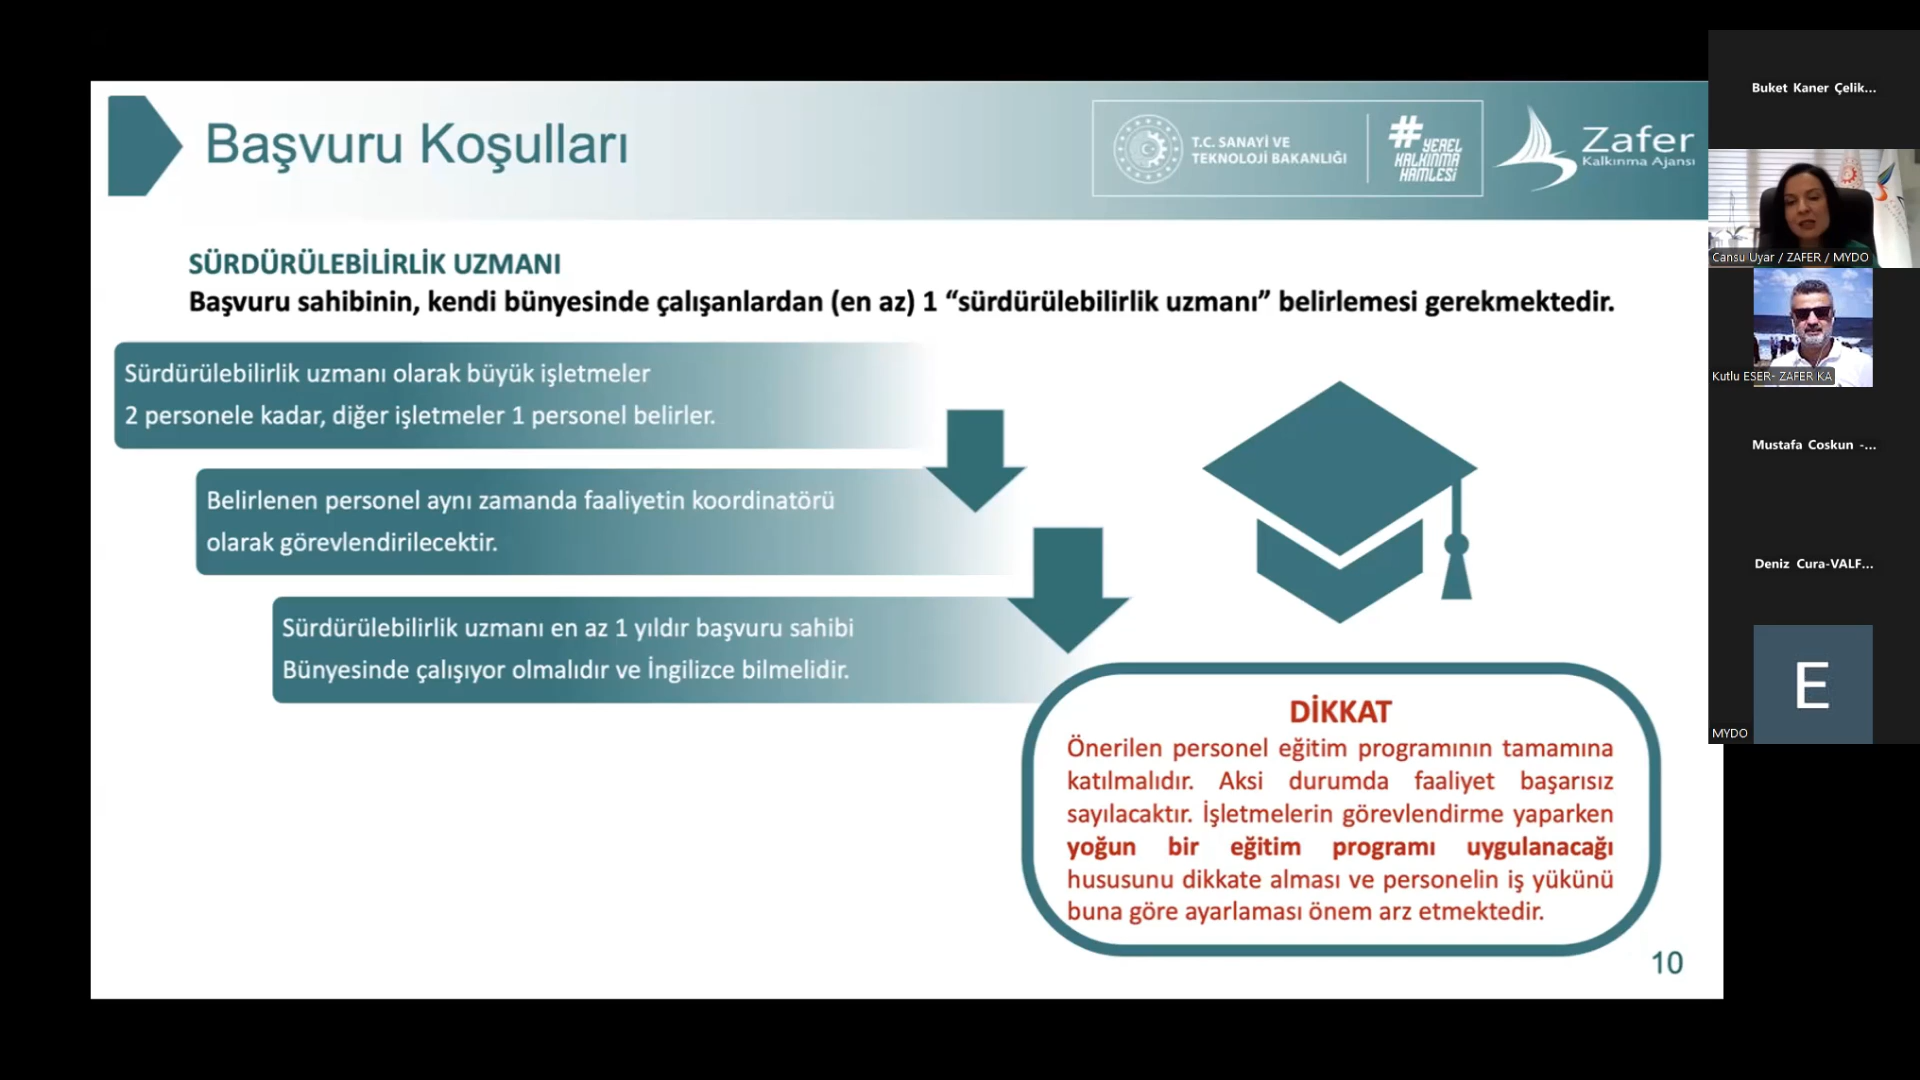 Başvuru Koşulları
T.C. SANAYİ VE
TEKNOLOJİ BAKANLIĞI
#YEREL
KALKINMA
HAMLESİ
Zafer
Kalkınma Ajansı
SÜRDÜRÜLEBİLİRLİK UZMANI
Başvuru sahibinin, kendi bünyesinde çalışanlardan (en az) 1 “sürdürülebilirlik uzmanı” belirlemesi gerekmektedir.
Sürdürülebilirlik uzmanı olarak büyük işletmeler
2 personele kadar, diğer işletmeler 1 personel belirler.
Belirlenen personel aynı zamanda faaliyetin koordinatörü
olarak görevlendirilecektir.
Sürdürülebilirlik uzmanı en az 1 yıldır başvuru sahibi
Bünyesinde çalışıyor olmalıdır ve İngilizce bilmelidir.
DİKKAT
Önerilen personel eğitim programının tamamına
katılmalıdır. Aksi durumda faaliyet başarısız
sayılacaktır. İşletmelerin görevlendirme yaparken
yoğun bir eğitim programı uygulanacağı
hususunu dikkate alması ve personelin iş yükünü
buna göre ayarlaması önem arz etmektedir.
10
Buket Kaner Çelik...
Cansu Uyar / ZAFER / MYDO
Kutlu ESER- ZAFER KA
Mustafa Coskun -...
Deniz Cura-VALF...
E
MYDO